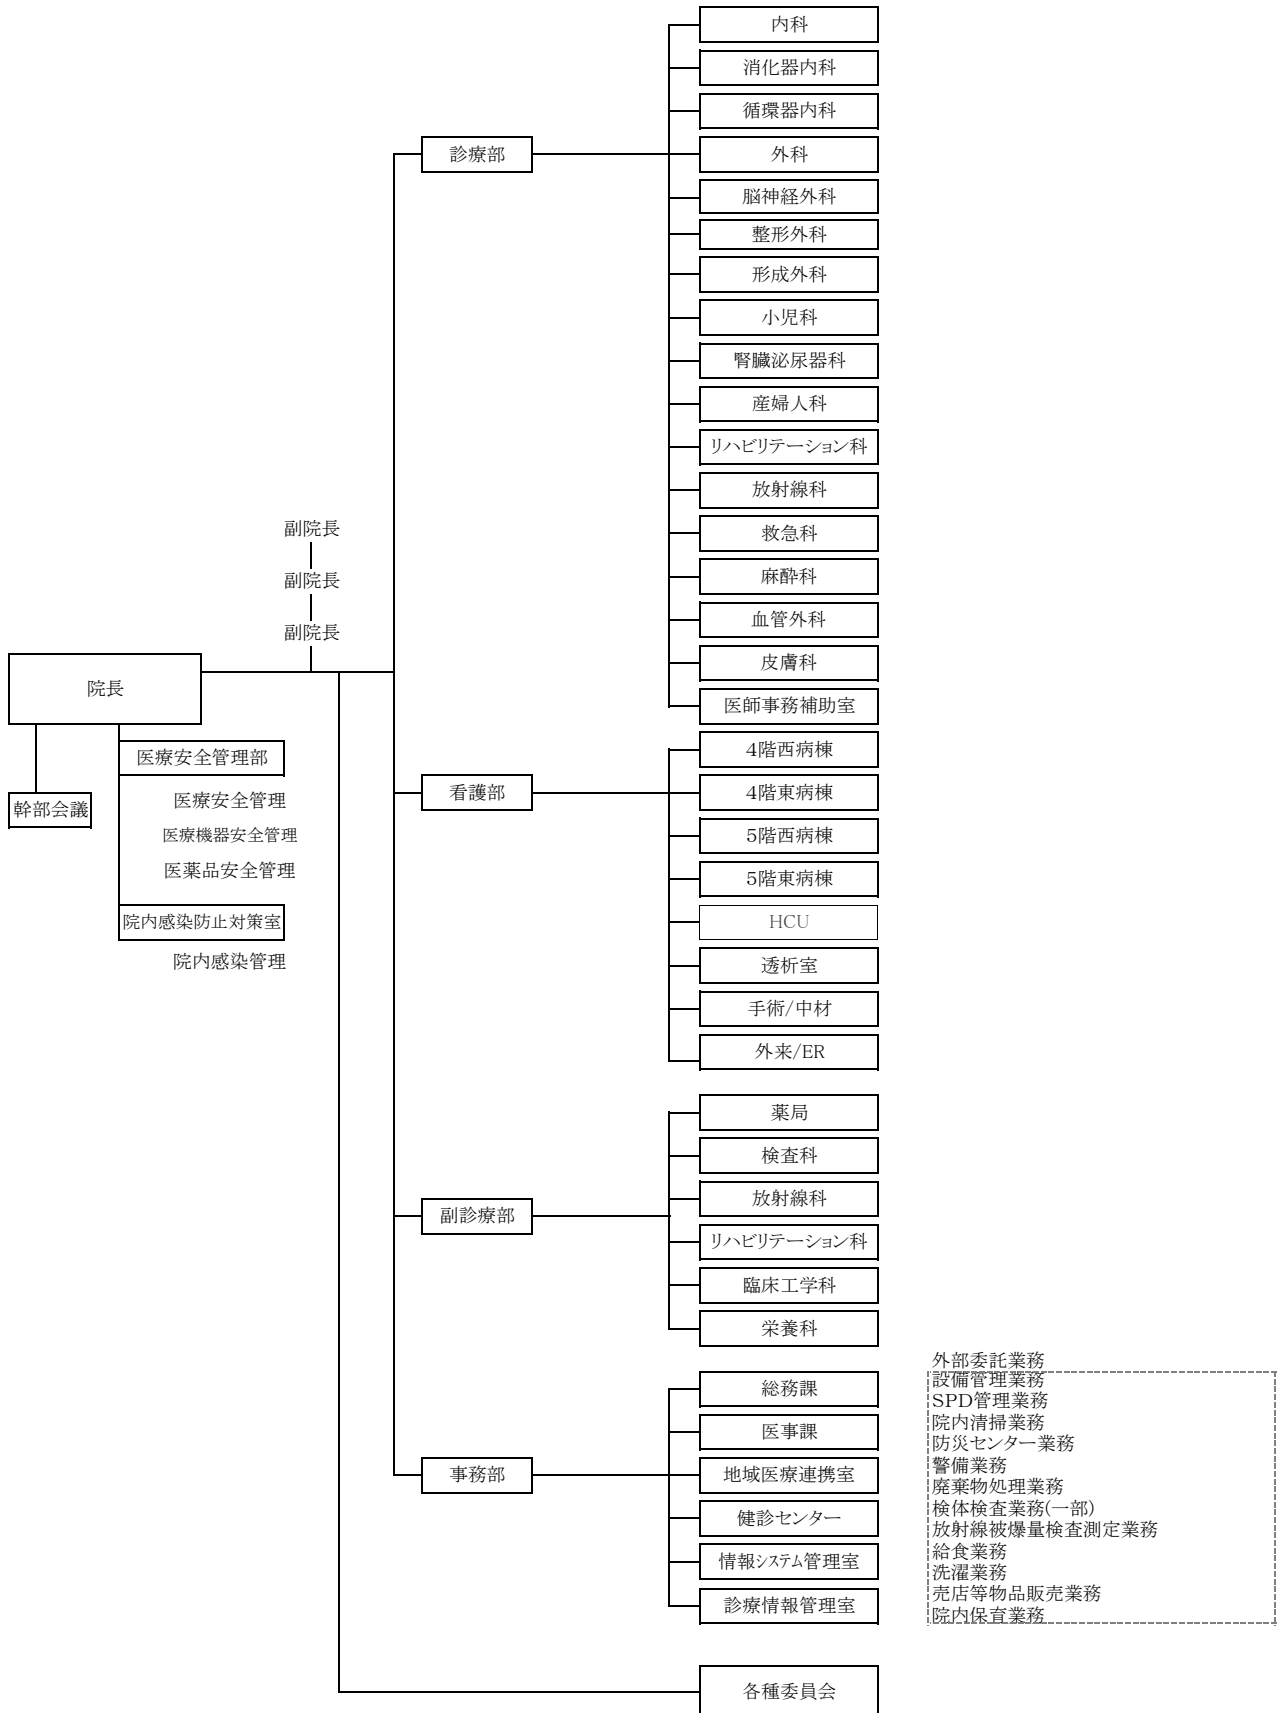 内科
消化器内科
循環器内科
診療部
外科
脳神経外科
整形外科
形成外科
小児科
腎臓泌尿器科
産婦人科
リハビリテーション科
放射線科
救急科
麻酔科
血管外科
皮膚科
医師事務補助室
副院長
副院長
副院長
院長
幹部会議
医療安全管理部
医療安全管理
医療機器安全管理
医薬品安全管理
院内感染防止対策室
院内感染管理
看護部
4階西病棟
4階東病棟
5階西病棟
5階東病棟
HCU
透析室
手術/中材
外来/ER
副診療部
薬局
検査科
放射線科
リハビリテーション科
臨床工学科
栄養科
事務部
総務課
医事課
地域医療連携室
健診センター
情報システム管理室
診療情報管理室
各種委員会
外部委託業務
設備管理業務
SPD管理業務
院内清掃業務
防災センター業務
警備業務
廃棄物処理業務
検体検査業務(一部)
放射線被爆量検査測定業務
給食業務
洗濯業務
売店等物品販売業務
院内保育業務